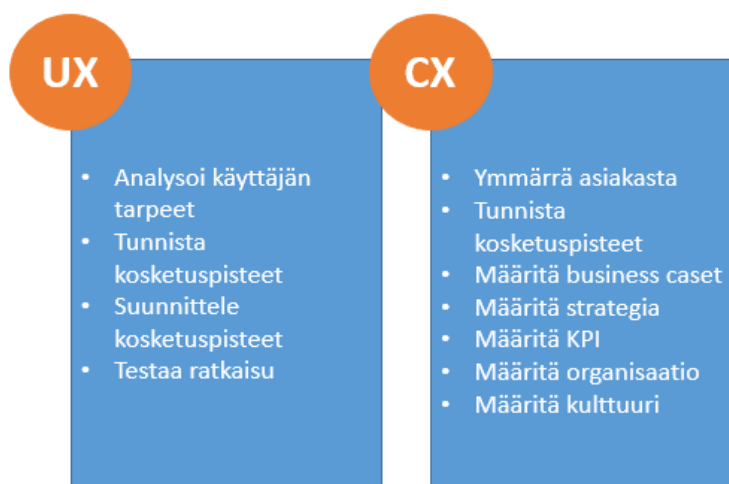 UX
• Analysoi käyttäjän
tarpeet
• Tunnista
kosketuspisteet
• Suunnittele
kosketuspisteet
• Testaa ratkaisu
CX
• Ymmärrä asiakasta
• Tunnista
kosketuspisteet
• Määritä business caset
• Määritä strategia
• Määritä KPI
• Määritä organisaatio
• Määritä kulttuuri